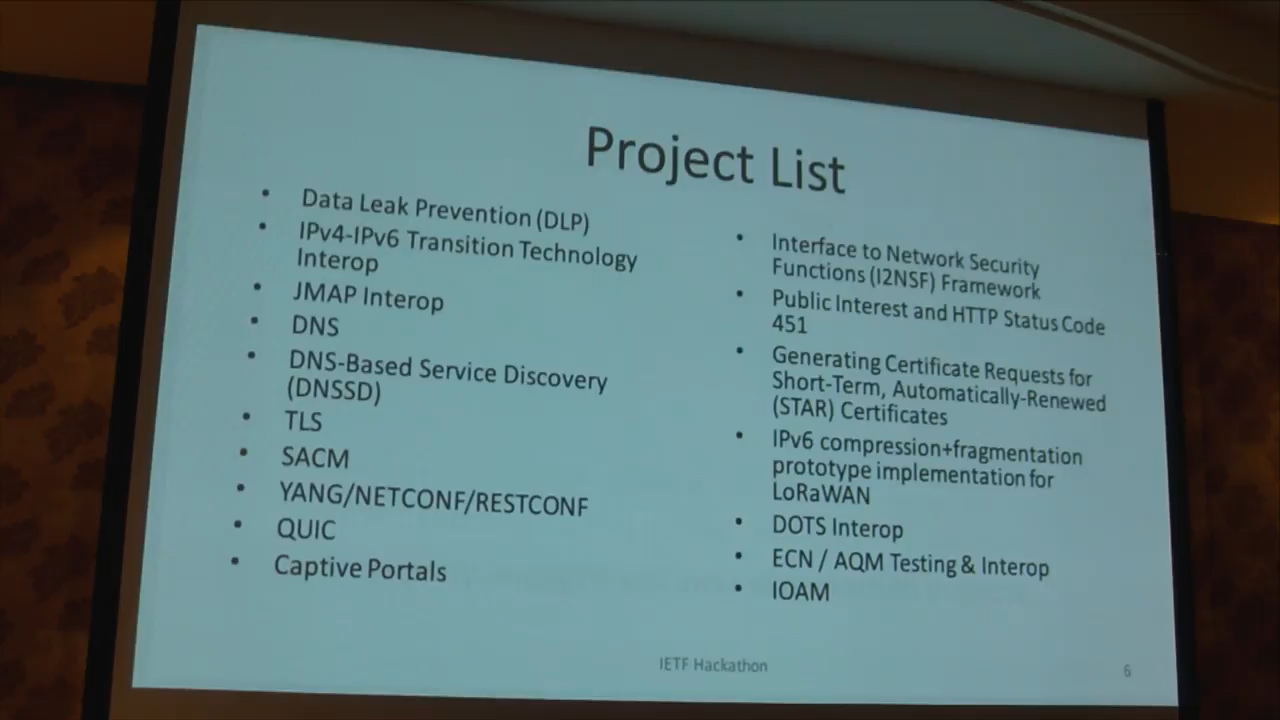 Project List
• Data Leak Prevention (DLP)
• IPv4-IPv6 Transition Technology
Interop
• JMAP Interop
• DNS
• DNS-Based Service Discovery
(DNSSD)
• TLS
• SACM
• YANG/NETCONF/RESTCONF
• QUIC
• Captive Portals
• Interface to Network Security
Functions (I2NSF) Framework
• Public Interest and HTTP Status Code
451
• Generating Certificate Requests for
Short-Term, Automatically-Renewed
(STAR) Certificates
• IPv6 compression+fragmentation
prototype implementation for
LoRaWAN
• DOTS Interop
• ECN / AQM Testing & Interop
• IOAM
IETF Hackathon
6